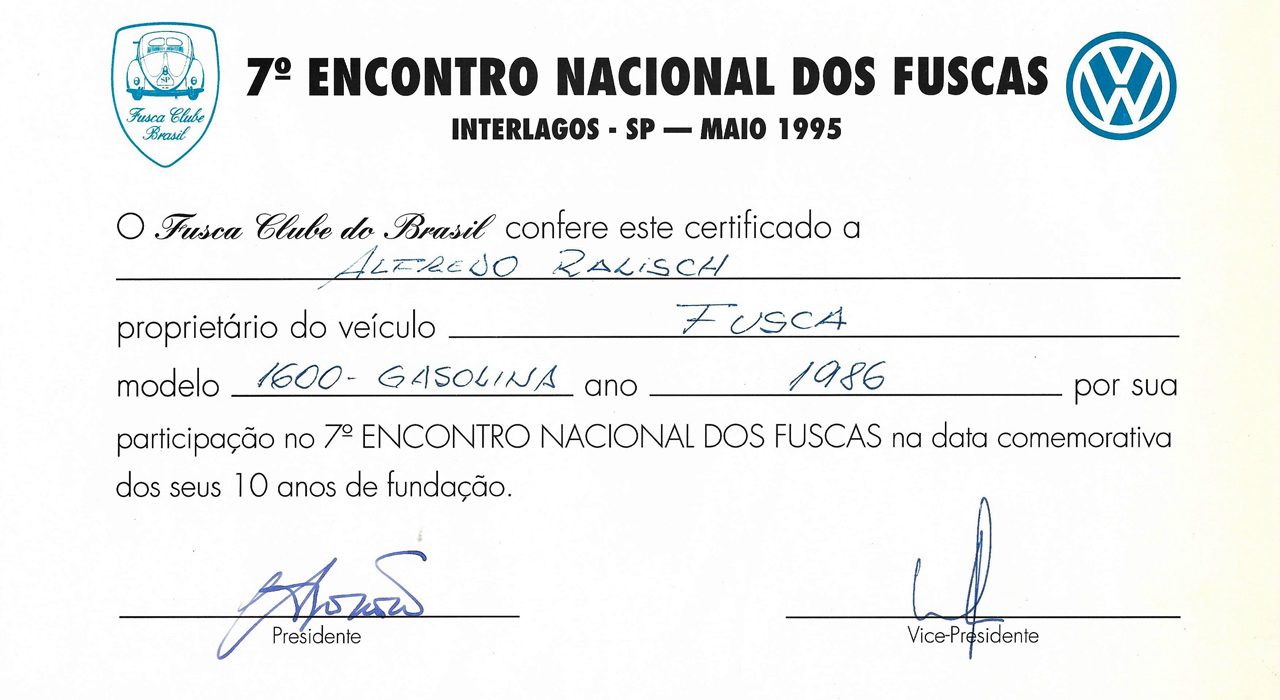 7º ENCONTRO NACIONAL DOS FUSCAS
INTERLAGOS - SP — MAIO 1995
Fusca Clube
Brasil
O Fusca Clube do Brasil confere este certificado a
ALFREDO RALISCH
proprietário do veículo FUSCA
modelo 1600 - GASOLINA ano 1986 por sua
participação no 7º ENCONTRO NACIONAL DOS FUSCAS na data comemorativa
dos seus 10 anos de fundação.
Presidente
Vice-Presidente